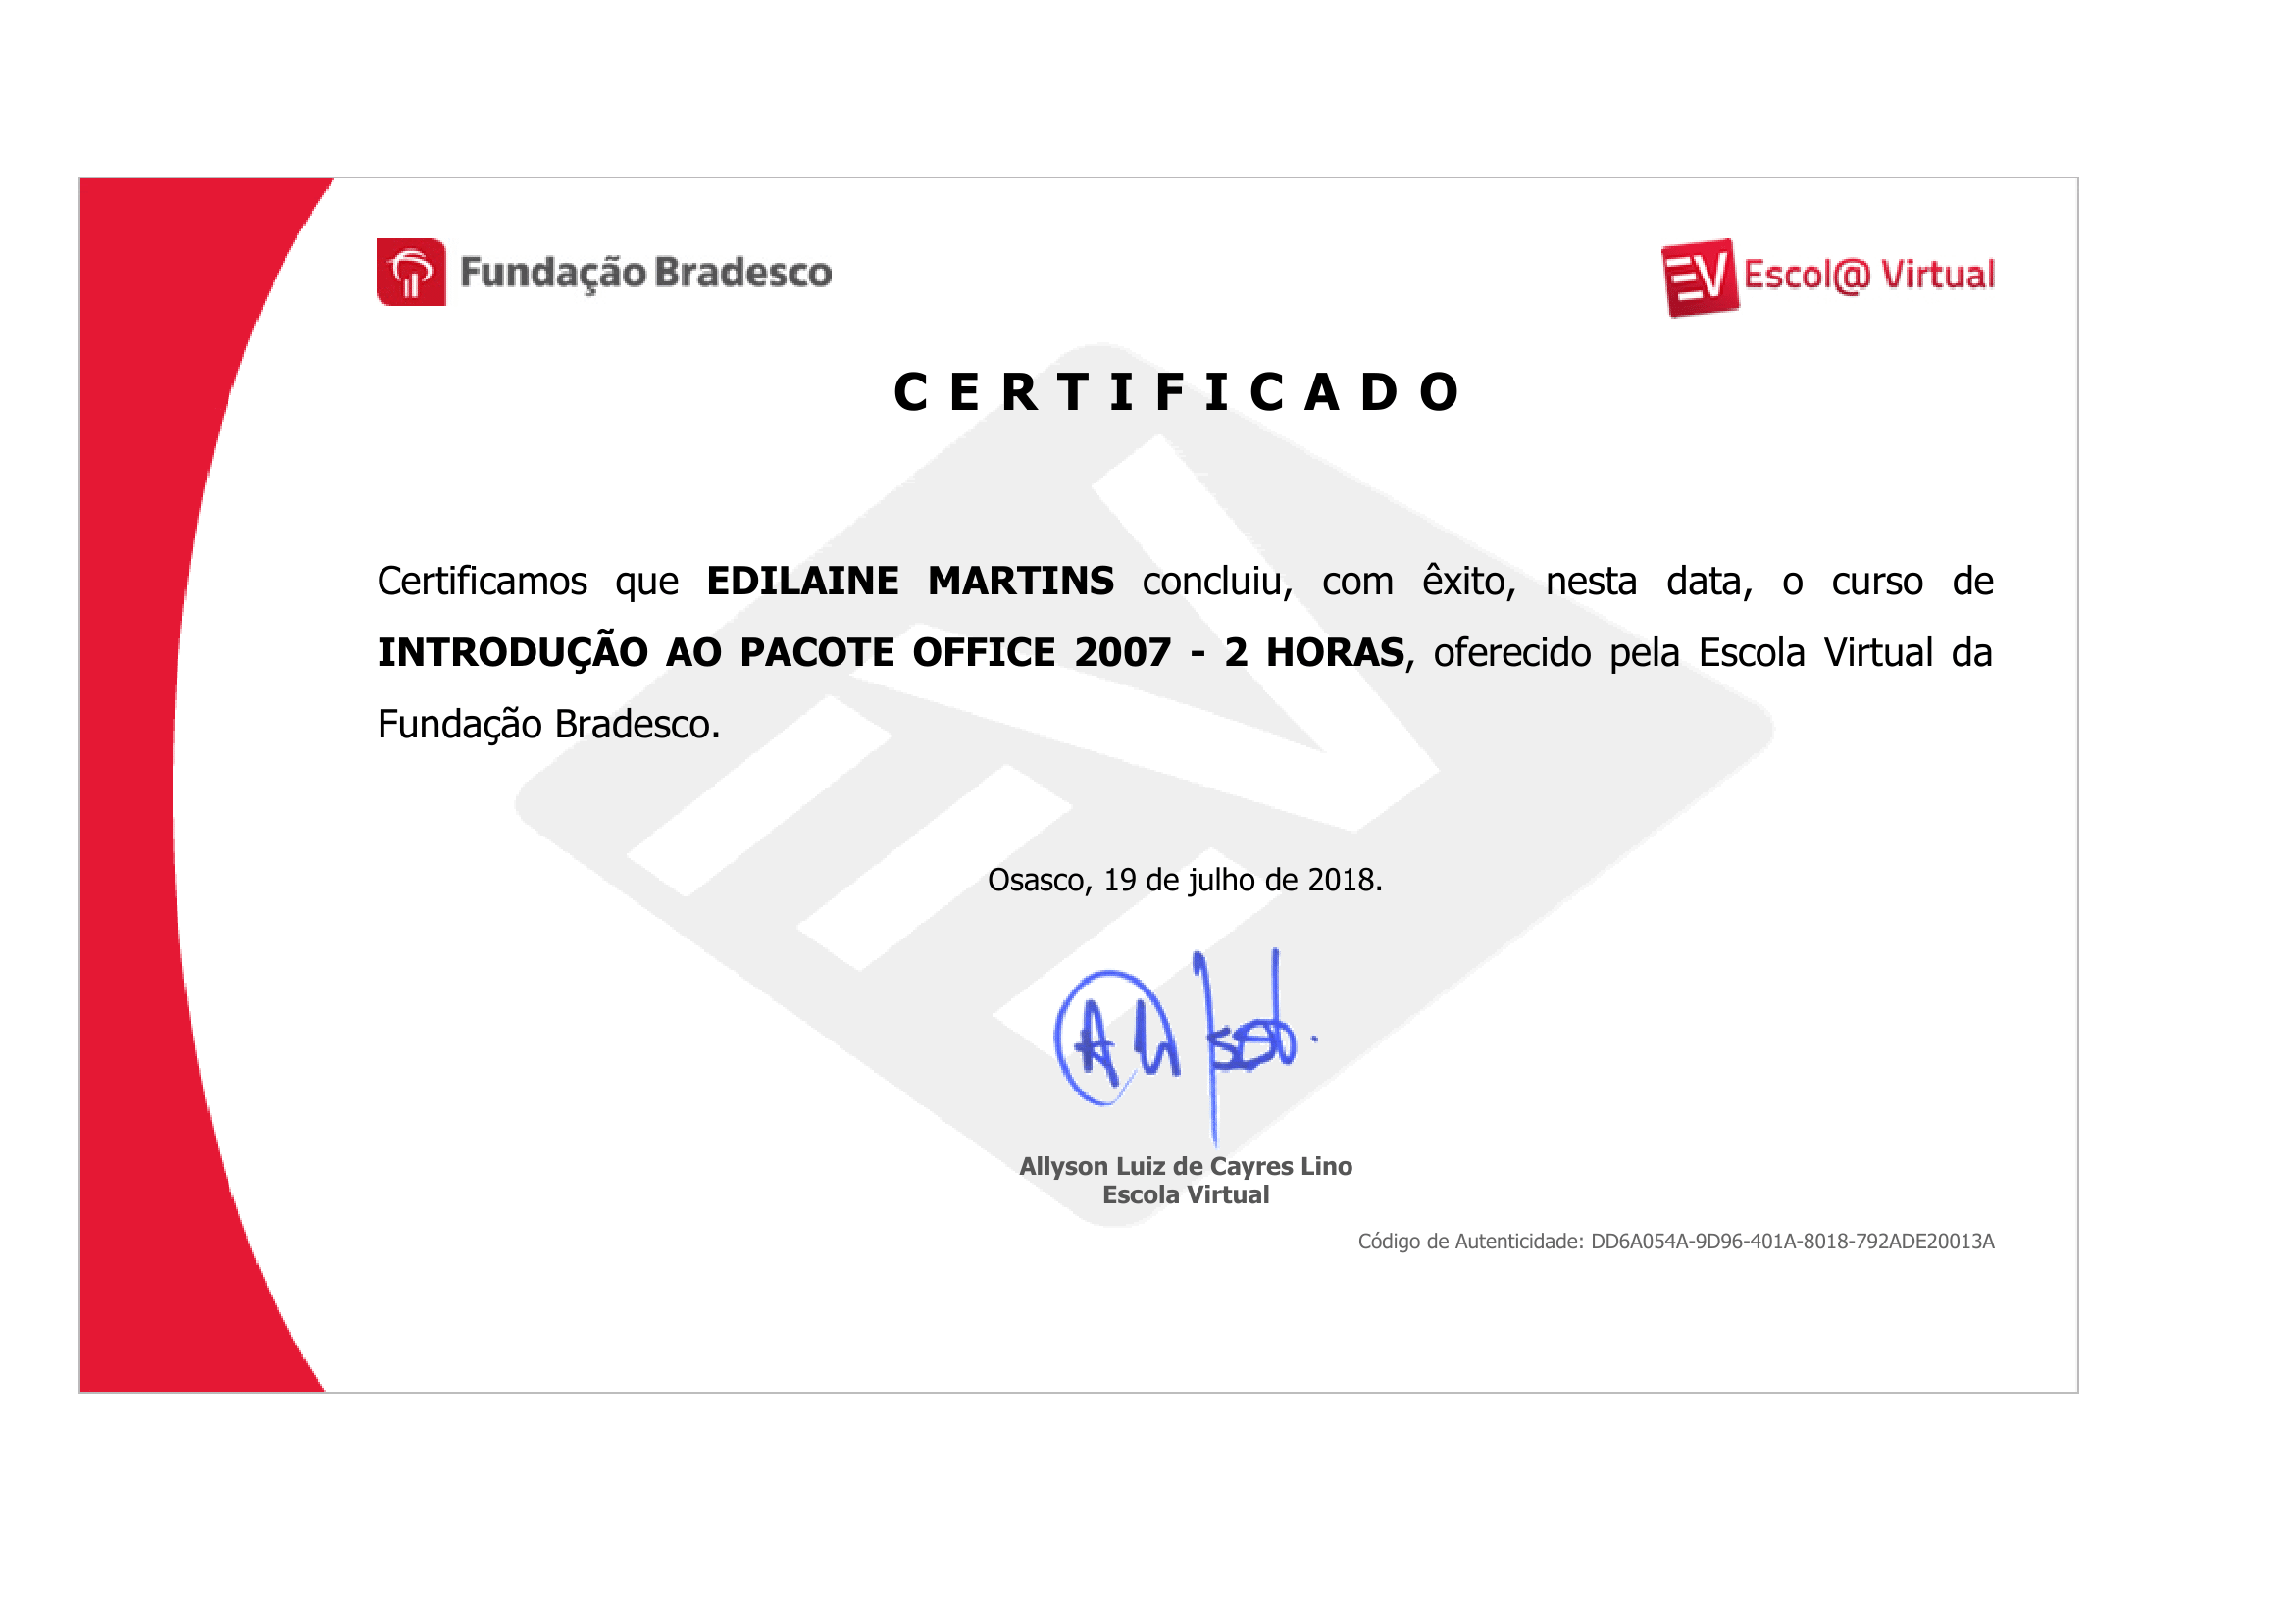 Fundação Bradesco
EV Escol@ Virtual
CERTIFICADO
Certificamos que EDILAINE MARTINS concluiu, com êxito, nesta data, o curso de
INTRODUÇÃO AO PACOTE OFFICE 2007 - 2 HORAS, oferecido pela Escola Virtual da
Fundação Bradesco.
Osasco, 19 de julho de 2018.
Allyson Luiz de Cayres Lino
Escola Virtual
Código de Autenticidade: DD6A054A-9D96-401A-8018-792ADE20013A